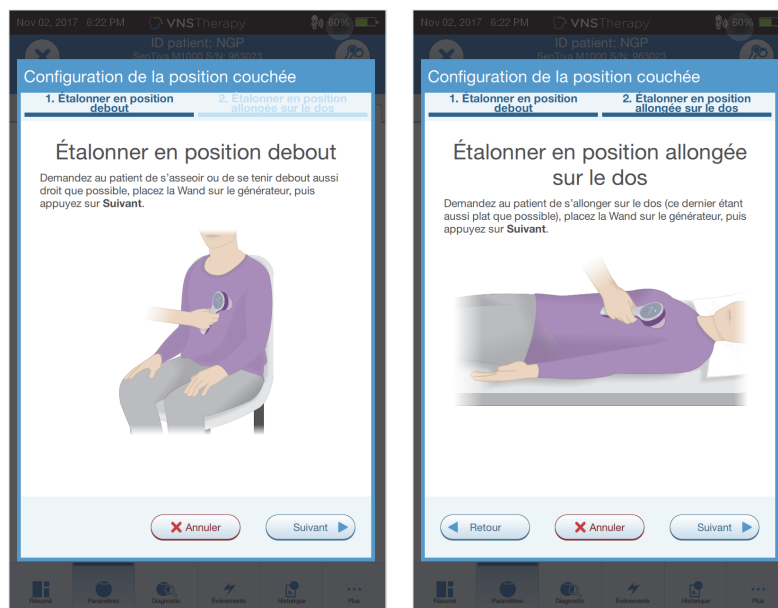 Nov 02, 2017 6:22 PM VNSTherapy 60%
ID patient: NGP
SenTiva M1000 S/N: 963023
Configuration de la position couchée
1. Étalonner en position
debout
2. Étalonner en position
allongée sur le dos
Étalonner en position debout
Demandez au patient de s’asseoir ou de se tenir debout aussi
droit que possible, placez la Wand sur le générateur, puis
appuyez sur Suivant.
Annuler
Suivant
Résumé
Paramètres
Diagnostic
Événements
Historique
Plus
Nov 02, 2017 6:22 PM VNSTherapy 60%
ID patient: NGP
SenTiva M1000 S/N: 963023
Configuration de la position couchée
1. Étalonner en position
debout
2. Étalonner en position
allongée sur le dos
Étalonner en position allongée
sur le dos
Demandez au patient de s’allonger sur le dos (ce dernier étant
aussi plat que possible), placez la Wand sur le générateur, puis
appuyez sur Suivant.
Retour
Annuler
Suivant
Résumé
Paramètres
Diagnostic
Événements
Historique
Plus